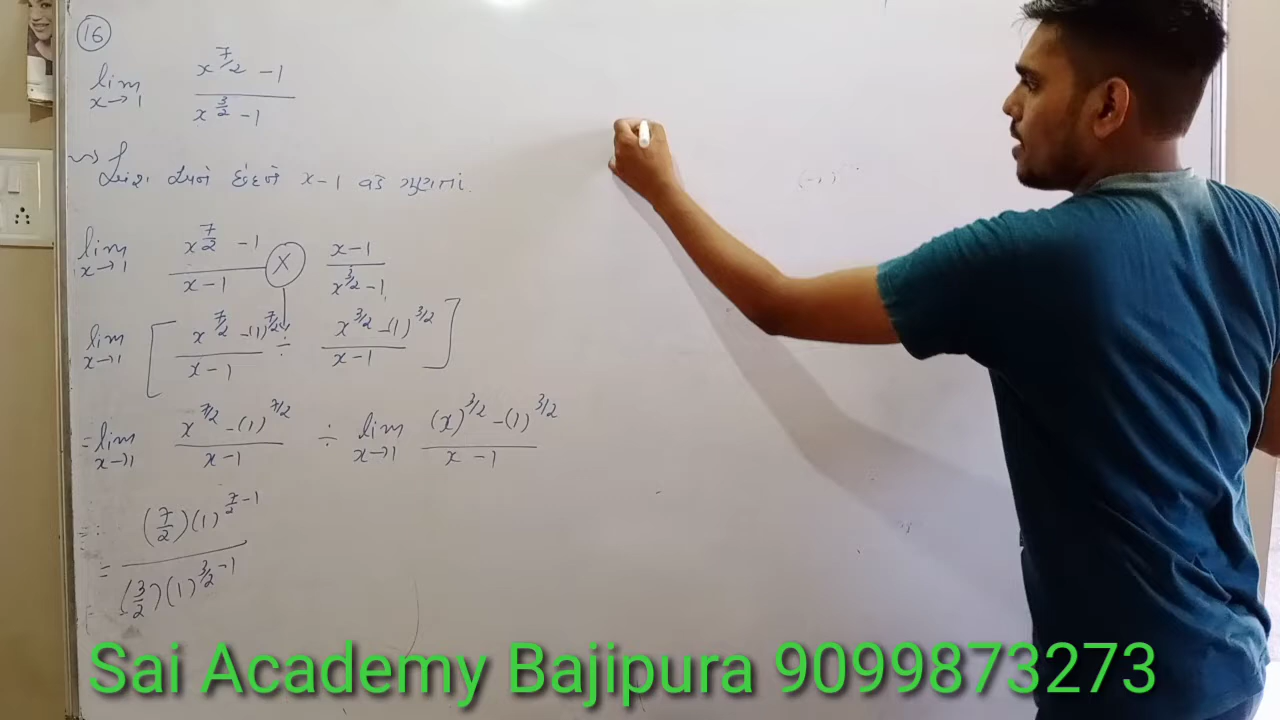 16
lim x→1 x^7/2 - 1 / x^3/2 - 1
અંશ અને છેદને x-1 વડે ભાગતાં.
lim x→1 x^7/2 - 1 / x-1 × x-1 / x^3/2 - 1
lim x→1 [ x^7/2 - (1)^7/2 / x-1 ÷ x^3/2 - (1)^3/2 / x-1 ]
= lim x→1 x^7/2 - (1)^7/2 / x-1 ÷ lim x→1 (x)^3/2 - (1)^3/2 / x - 1
= (7/2)(1)^7/2-1 / (3/2)(1)^3/2-1
Sai Academy Bajipura 9099873273